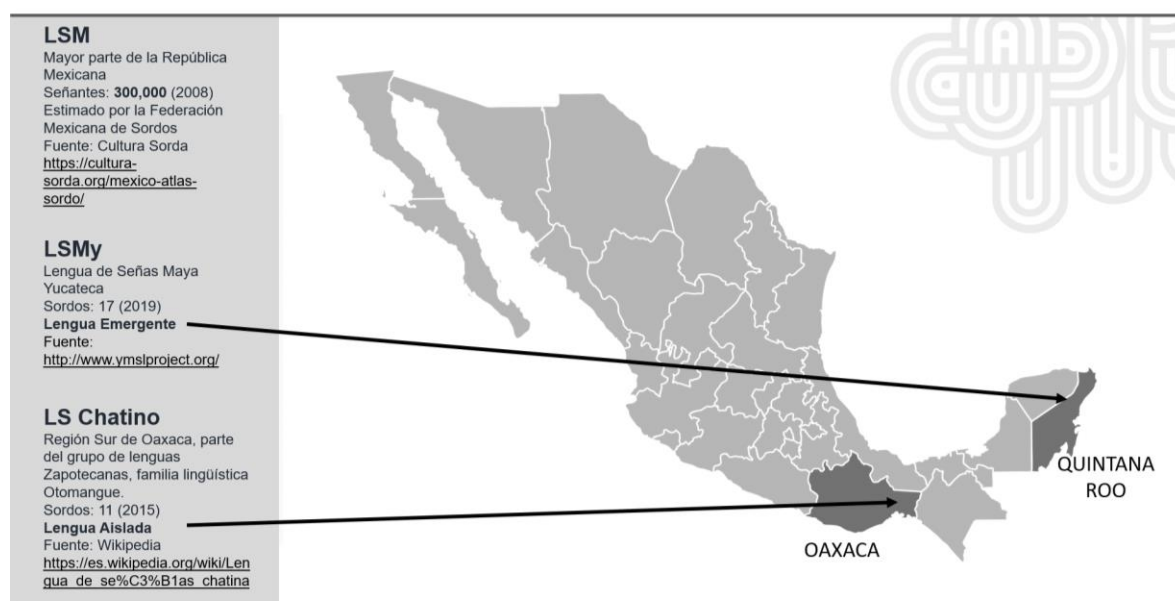 LSM
Mayor parte de la República
Mexicana
Señantes: 300,000 (2008)
Estimado por la Federación
Mexicana de Sordos
Fuente: Cultura Sorda
https://cultura-
sorda.org/mexico-atlas-
sordo/
LSMy
Lengua de Señas Maya
Yucateca
Sordos: 17 (2019)
Lengua Emergente
Fuente:
http://www.ymslproject.org/
LS Chatino
Región Sur de Oaxaca, parte
del grupo de lenguas
Zapotecanas, familia lingüística
Otomangue.
Sordos: 11 (2015)
Lengua Aislada
Fuente: Wikipedia
https://es.wikipedia.org/wiki/Len
gua_de_se%C3%B1as_chatina
QUINTANA
ROO
OAXACA